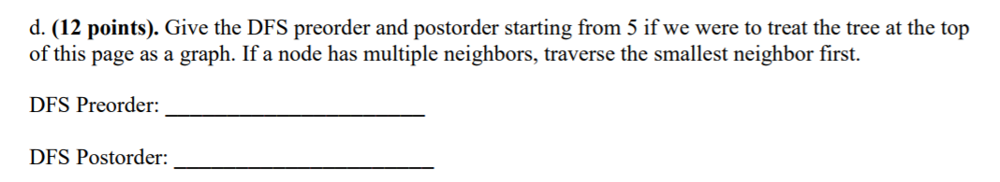 d. (12 points). Give the DFS preorder and postorder starting from 5 if we were to treat the tree at the top
of this page as a graph. If a node has multiple neighbors, traverse the smallest neighbor first.
DFS Preorder: ____________________
DFS Postorder: ____________________